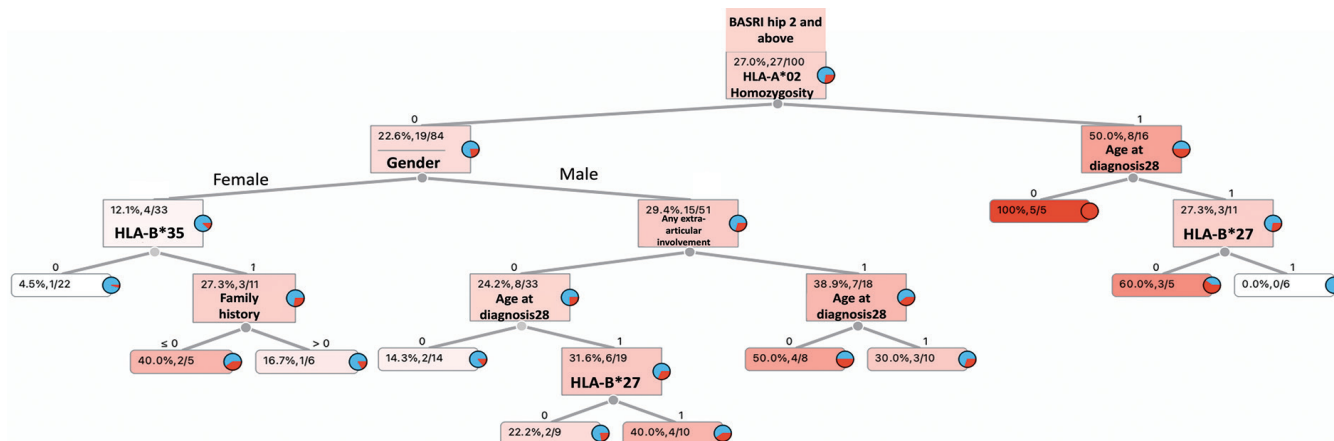 BASRI hip 2 and
above
27.0%,27/100
HLA-A*02
Homozygosity
0
1
22.6%,19/84
Gender
50.0%,8/16
Age at
diagnosis28
Female
Male
0
1
12.1%,4/33
HLA-B*35
29.4%,15/51
Any extra-
articular
involvement
100%,5/5
27.3%,3/11
HLA-B*27
0
1
0
1
0
1
4.5%,1/22
27.3%,3/11
Family
history
24.2%,8/33
Age at
diagnosis28
38.9%,7/18
Age at
diagnosis28
60.0%,3/5
0.0%,0/6
≤ 0
> 0
0
1
0
1
40.0%,2/5
16.7%,1/6
14.3%,2/14
31.6%,6/19
HLA-B*27
50.0%,4/8
30.0%,3/10
0
1
22.2%,2/9
40.0%,4/10